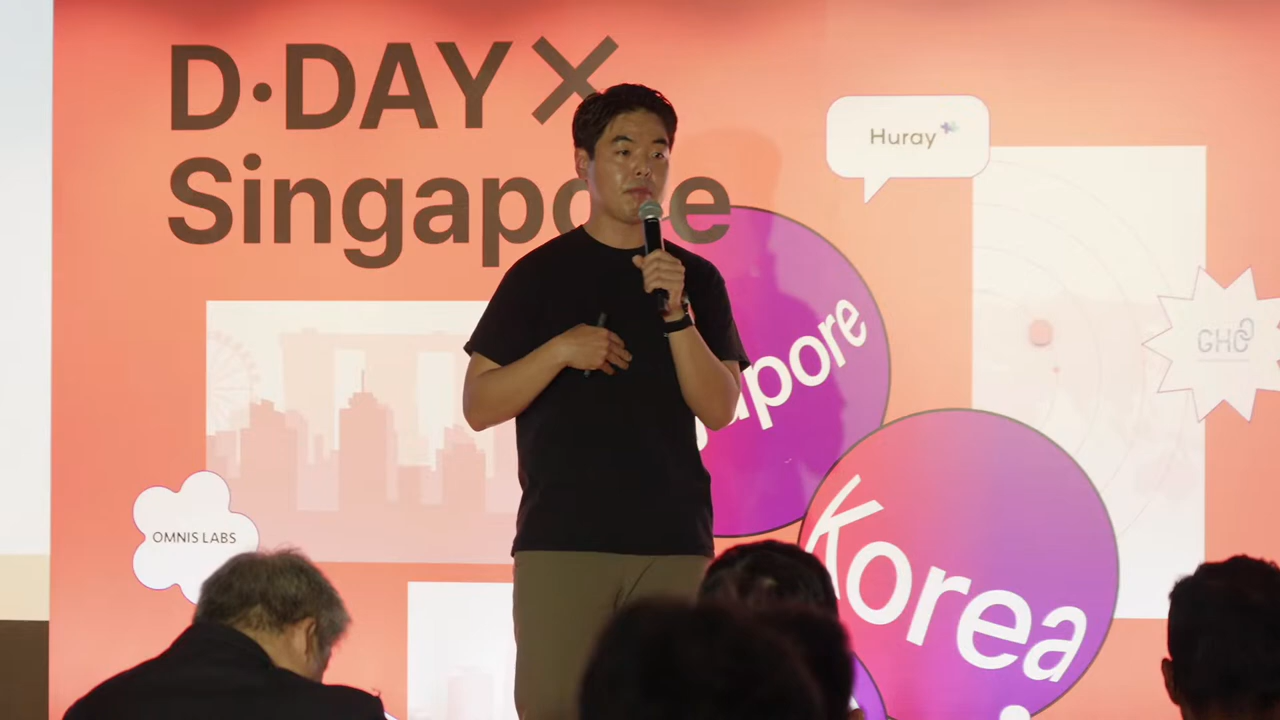 D·DAY ×
Singapore
Huray
GHC
apore
OMNIS LABS
Korea